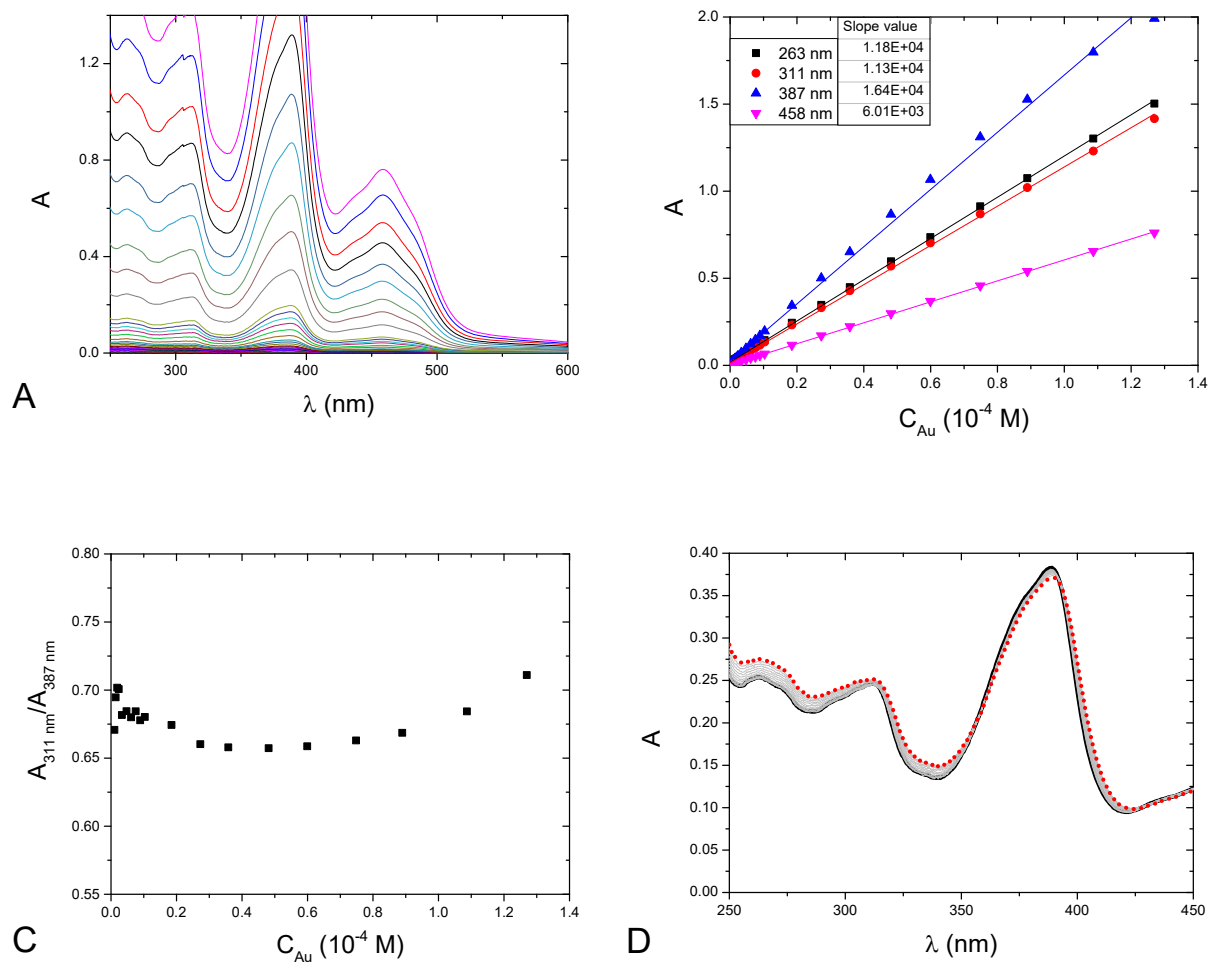 1.2
0.8
0.4
0.0
A
300
400
500
600
λ (nm)
A
2.0
1.5
1.0
0.5
0.0
A
Slope value
263 nm 1.18E+04
311 nm 1.13E+04
387 nm 1.64E+04
458 nm 6.01E+03
0.0 0.2 0.4 0.6 0.8 1.0 1.2 1.4
C_Au (10^-4 M)
0.80
0.75
0.70
0.65
0.60
0.55
A_311 nm/A_387 nm
0.0 0.2 0.4 0.6 0.8 1.0 1.2 1.4
C_Au (10^-4 M)
C
0.40
0.35
0.30
0.25
0.20
0.15
0.10
0.05
0.00
A
250 300 350 400 450
λ (nm)
D